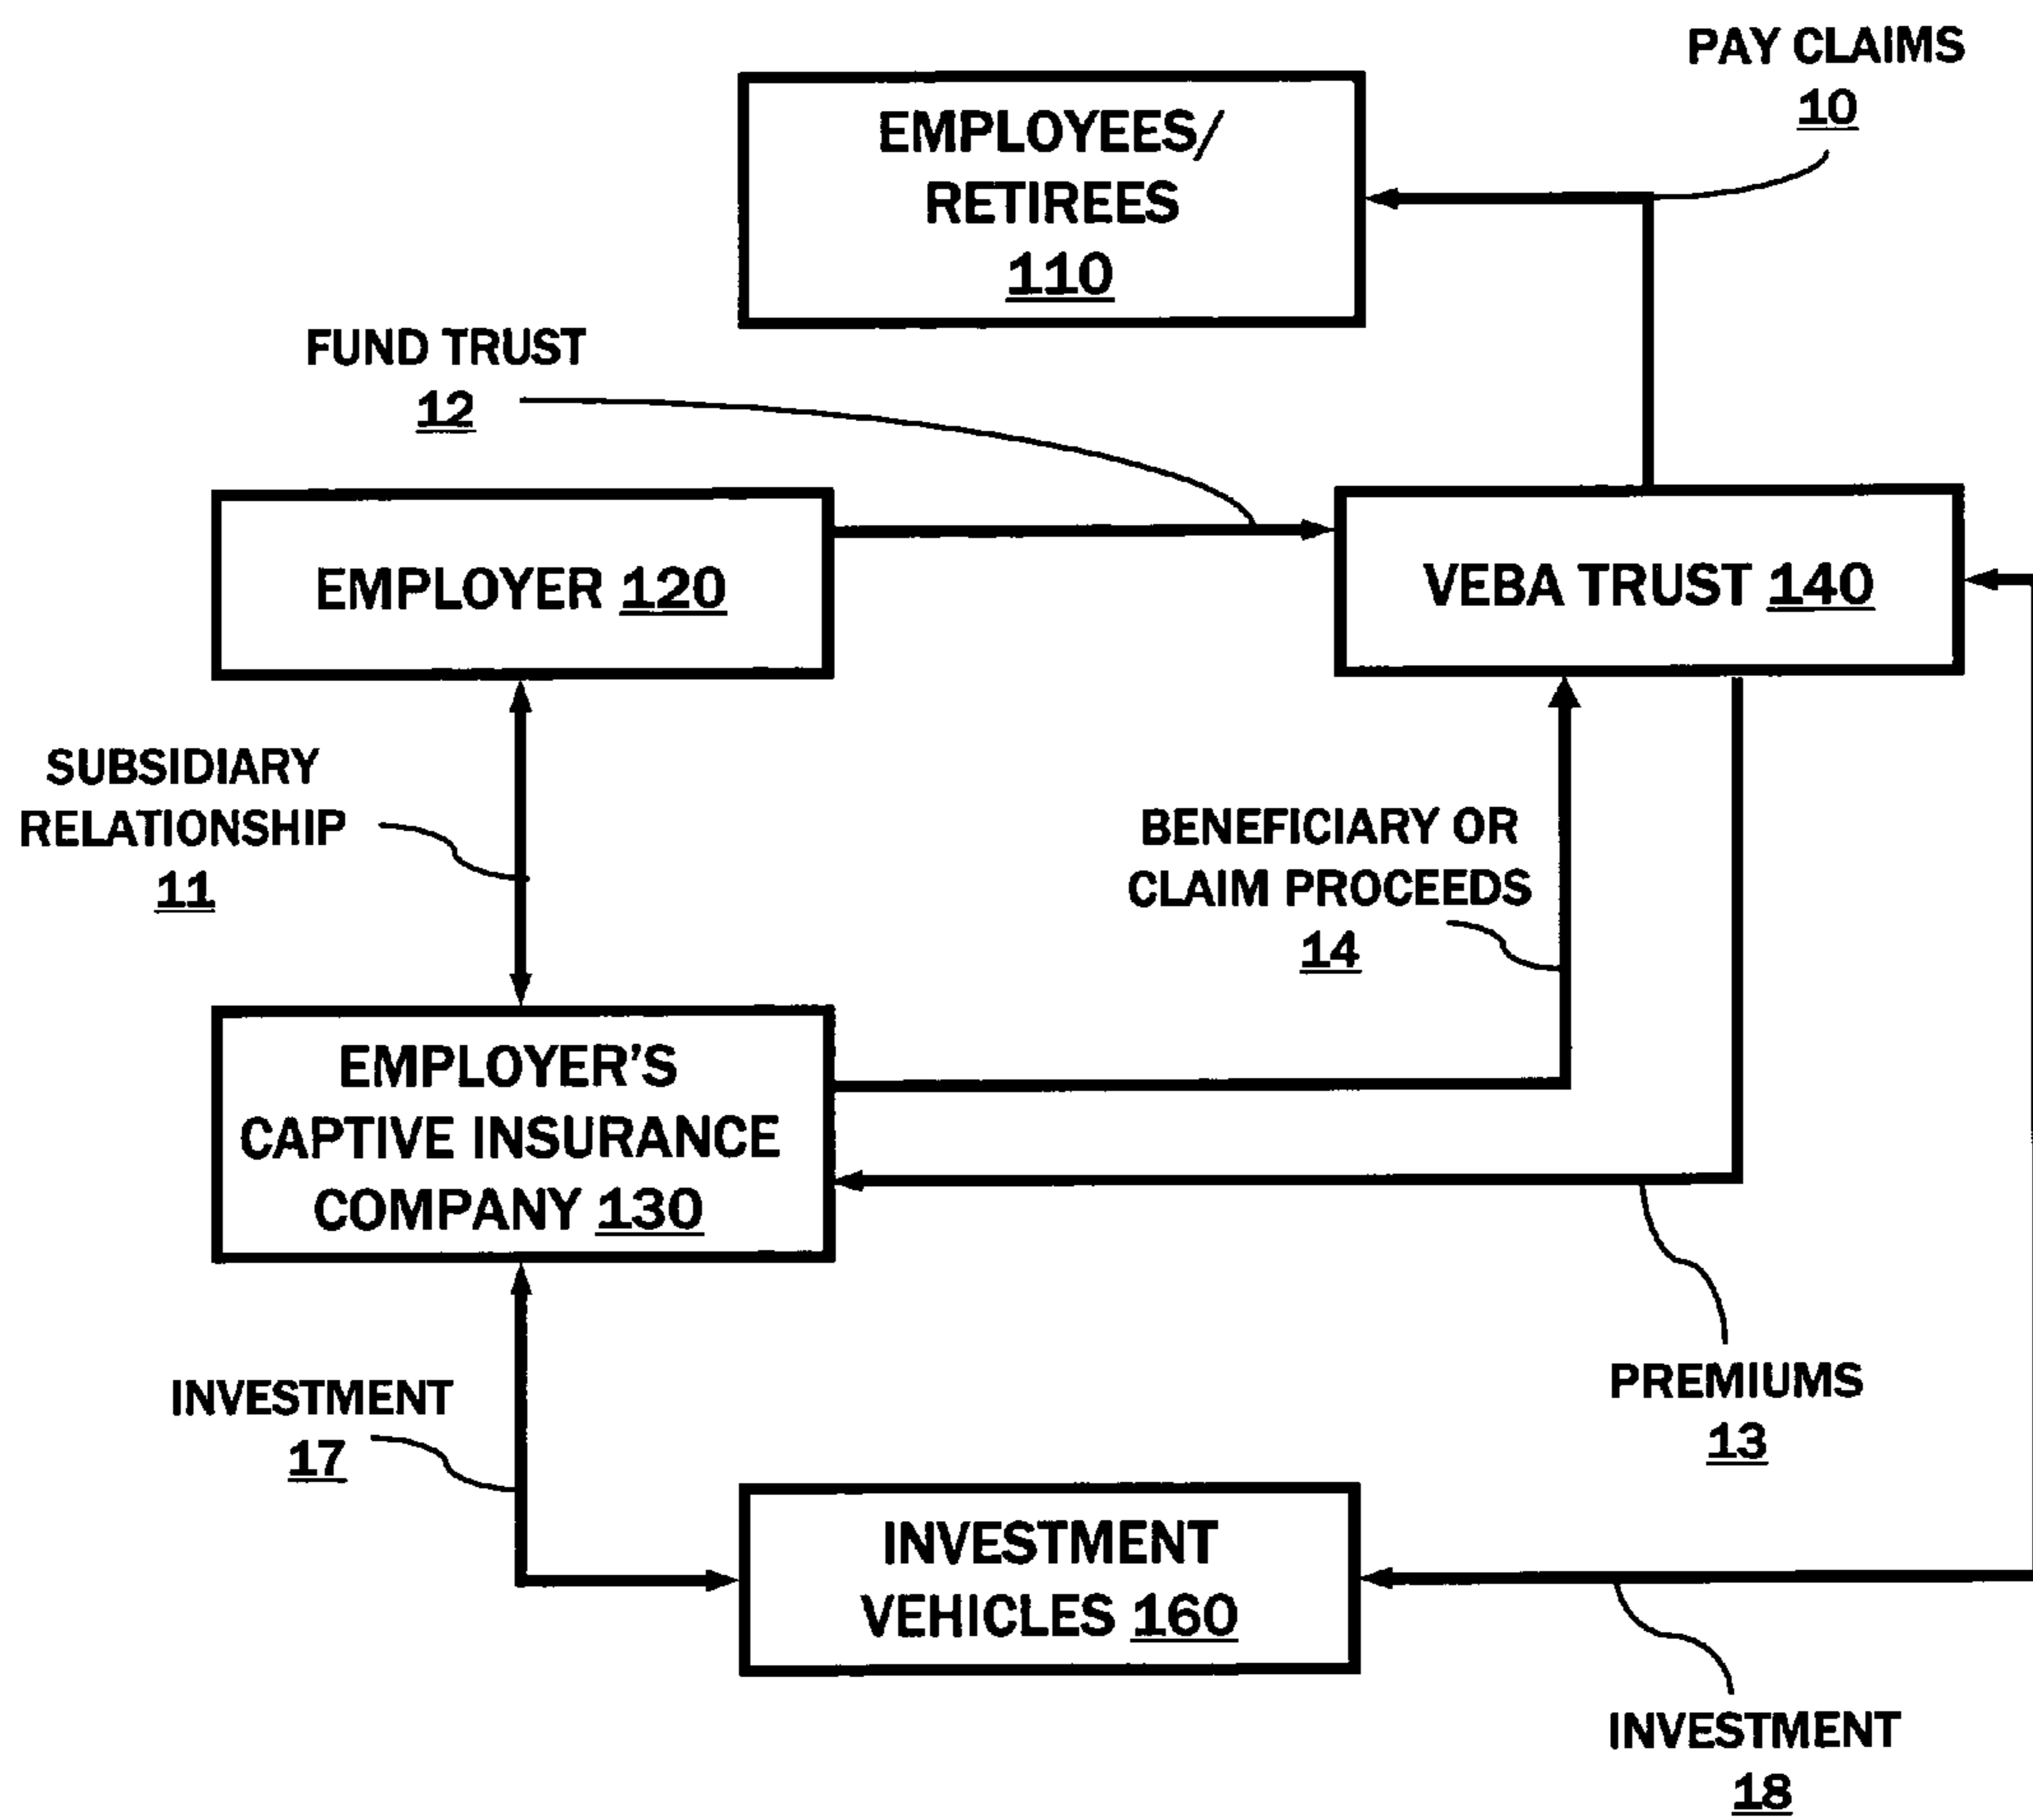 PAY CLAIMS
10
EMPLOYEES/
RETIREES
110
FUND TRUST
12
EMPLOYER 120
VEBA TRUST 140
SUBSIDIARY
RELATIONSHIP
11
BENEFICIARY OR
CLAIM PROCEEDS
14
EMPLOYER'S
CAPTIVE INSURANCE
COMPANY 130
PREMIUMS
13
INVESTMENT
17
INVESTMENT
VEHICLES 160
INVESTMENT
18